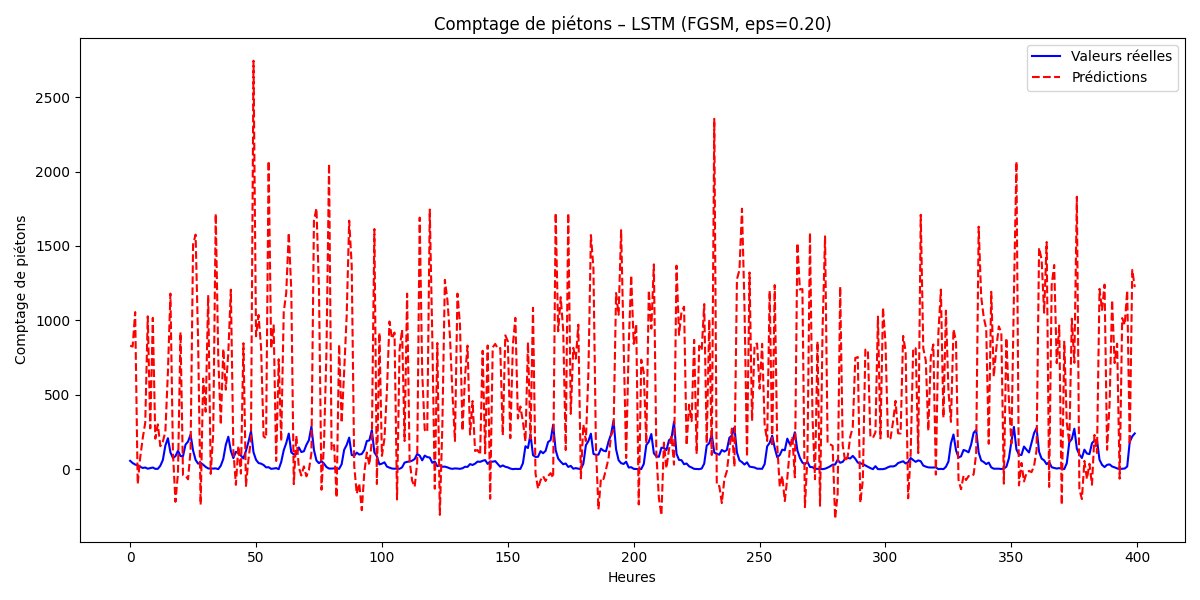 Comptage de piétons – LSTM (FGSM, eps=0.20)
Valeurs réelles
Prédictions
Comptage de piétons
2500
2000
1500
1000
500
0
0 50 100 150 200 250 300 350 400
Heures